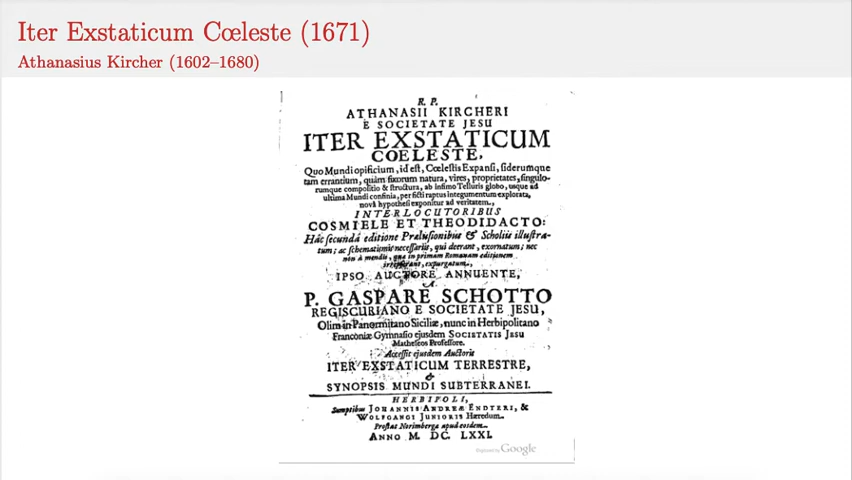 Iter Exstaticum Cœleste (1671)
Athanasius Kircher (1602–1680)
R. P.
ATHANASII KIRCHERI
E SOCIETATE JESU
ITER EXSTATICUM
COELESTE,
Quo Mundi opificium, id est, Cœlestis Expansi, siderumque
tam errantium, quàm fixorum natura, vires, proprietates, singulo-
rumque compositio & structura, ab infimo Telluris globo, usque ad
ultima Mundi confinia, per ficti raptus integumentum explorata,
novâ hypothesi exponitur ad veritatem,
INTERLOCUTORIBUS
COSMIELE ET THEODIDACTO:
Hâc secundâ editione Prælusionibus & Scholiis illustra-
tum; ac schematismis necessariis, qui deerant, exornatum; nec
non à mendis, quæ in primam Romanam editionem
irrepserant, expurgatum,
IPSO AUCTORE ANNUENTE,
A
P. GASPARE SCHOTTO
REGISCURIANO E SOCIETATE JESU,
Olim in Panormitano Siciliæ, nunc in Herbipolitano
Franconiæ Gymnasio ejusdem SOCIETATIS JESU
Matheseos Professore.
Accessit ejusdem Auctoris
ITER EXSTATICUM TERRESTRE,
&
SYNOPSIS MUNDI SUBTERRANEI.
HERBIPOLI,
Sumptibus JOHANNIS ANDREÆ ENDTERI, &
WOLFGANGI JUNIORIS Hæredum.
Prostat Norimbergæ apud eosdem.
ANNO M. DC. LXXI.
Digitized by Google